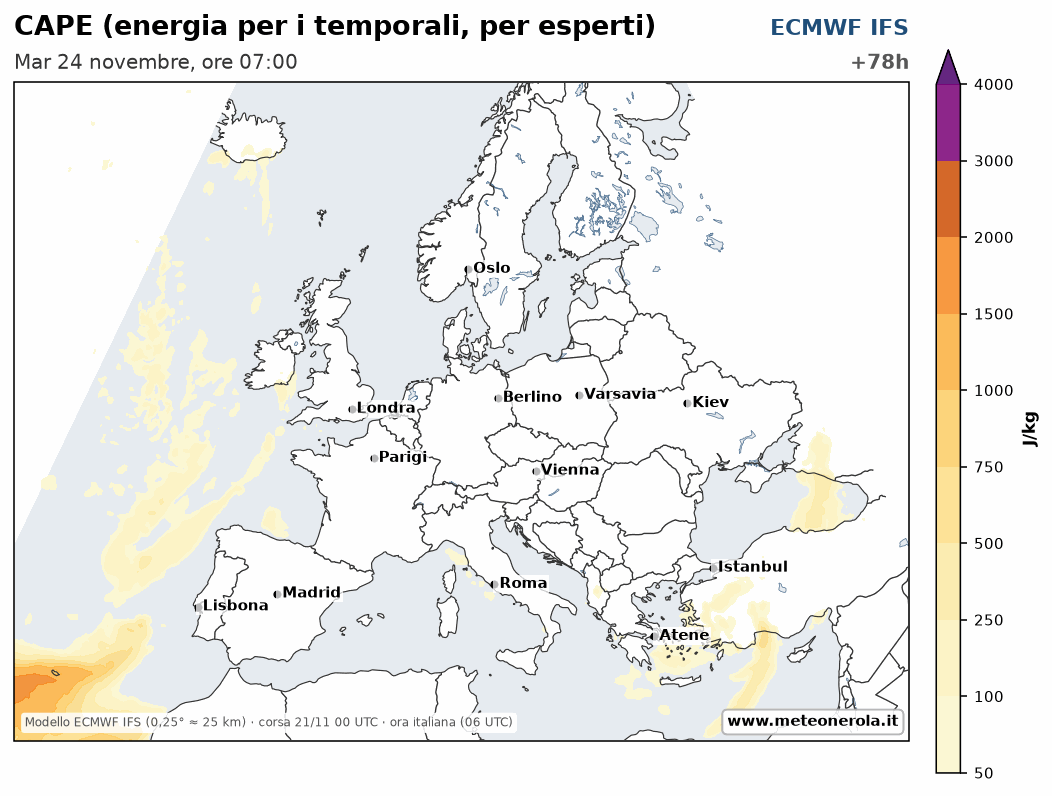 CAPE (energia per i temporali, per esperti)
ECMWF IFS
Mar 24 novembre, ore 07:00
+78h
4000
3000
2000
1500
1000
750
500
250
100
50
J/kg
Oslo
Berlino
Varsavia
Kiev
Londra
Parigi
Vienna
Istanbul
Roma
Madrid
Lisbona
Atene
Modello ECMWF IFS (0,25° ≈ 25 km) · corsa 21/11 00 UTC · ora italiana (06 UTC)
www.meteonerola.it